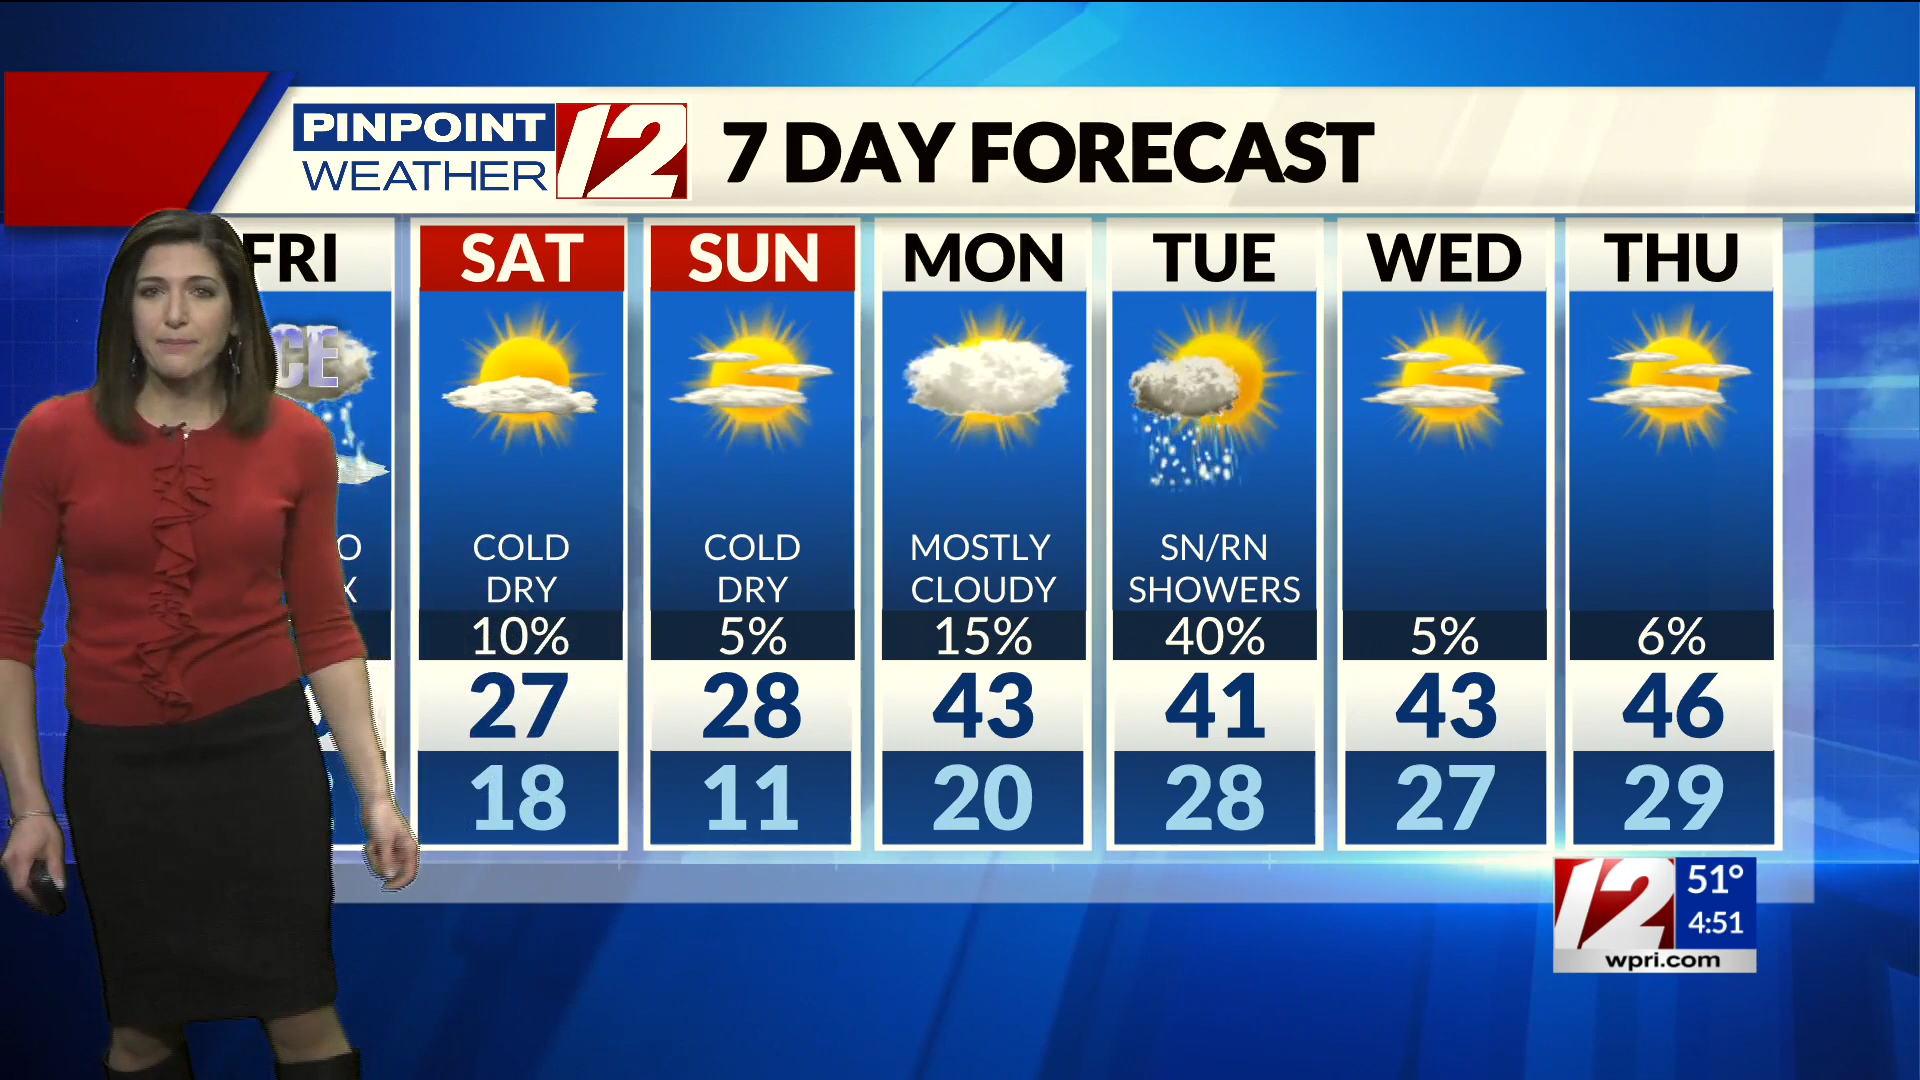 PINPOINT
WEATHER
12
7 DAY FORECAST
FRI
SAT
SUN
MON
TUE
WED
THU
COLD
DRY
COLD
DRY
MOSTLY
CLOUDY
SN/RN
SHOWERS
10%
5%
15%
40%
5%
6%
27
28
43
41
43
46
18
11
20
28
27
29
12
51°
4:51
wpri.com